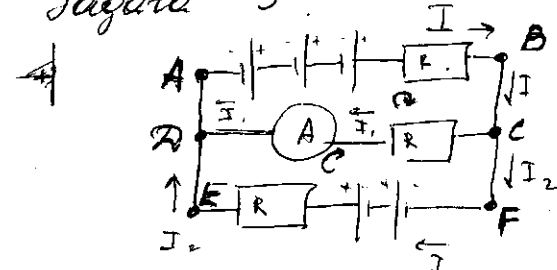 Задача 3
I →
- + + +
R.
B
A
↓ I
I₁
I₁
D
A
R
C
↓ I₂
↑
E
R
+ +
F
I₂
I